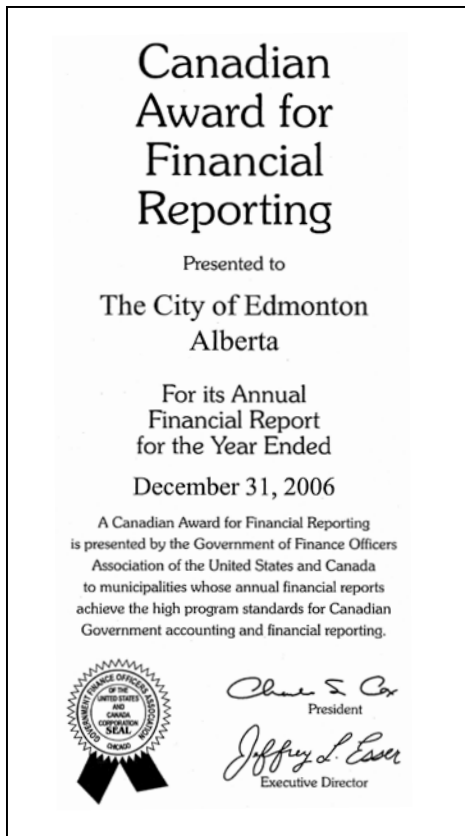 Canadian
Award for
Financial
Reporting
Presented to
The City of Edmonton
Alberta
For its Annual
Financial Report
for the Year Ended
December 31, 2006
A Canadian Award for Financial Reporting
is presented by the Government of Finance Officers
Association of the United States and Canada
to municipalities whose annual financial reports
achieve the high program standards for Canadian
Government accounting and financial reporting.
GOVERNMENT FINANCE OFFICERS ASSOCIATION
OF THE
UNITED STATES
AND
CANADA
CORPORATION
SEAL
CHICAGO
President
Jeffrey L. Esser
Executive Director